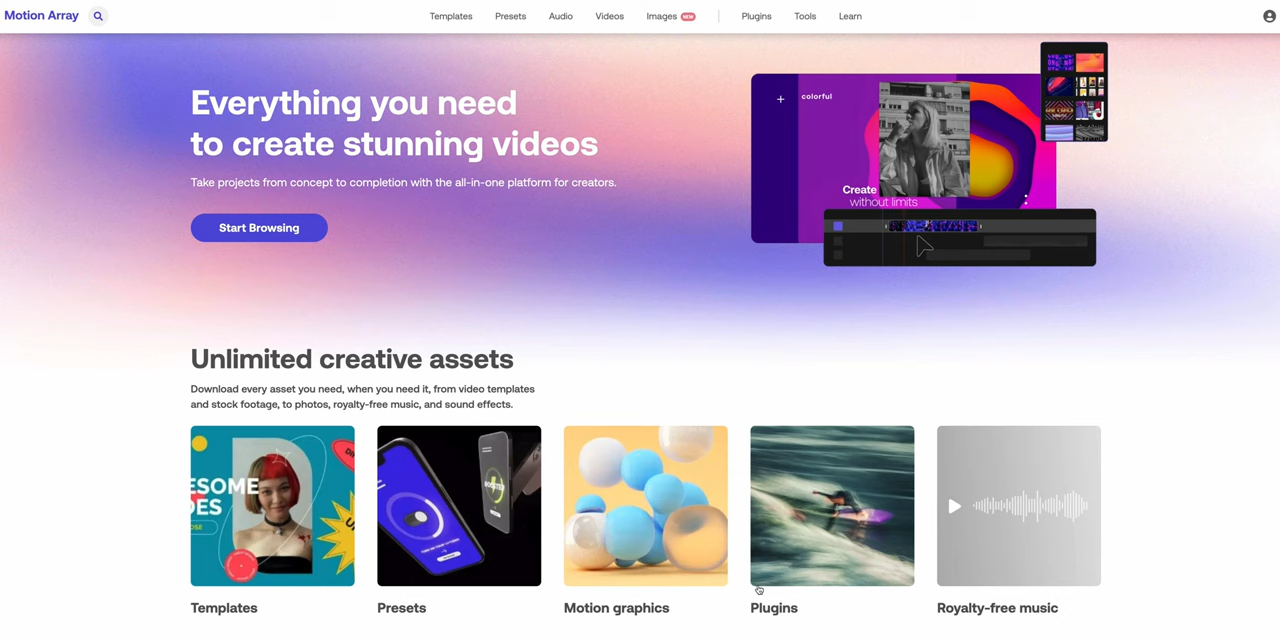 Motion Array
Templates Presets Audio Videos Images NEW Plugins Tools Learn
Everything you need
to create stunning videos
Take projects from concept to completion with the all-in-one platform for creators.
Start Browsing
colorful
Create
without limits
Unlimited creative assets
Download every asset you need, when you need it, from video templates
and stock footage, to photos, royalty-free music, and sound effects.
Templates
Presets
Motion graphics
Plugins
Royalty-free music